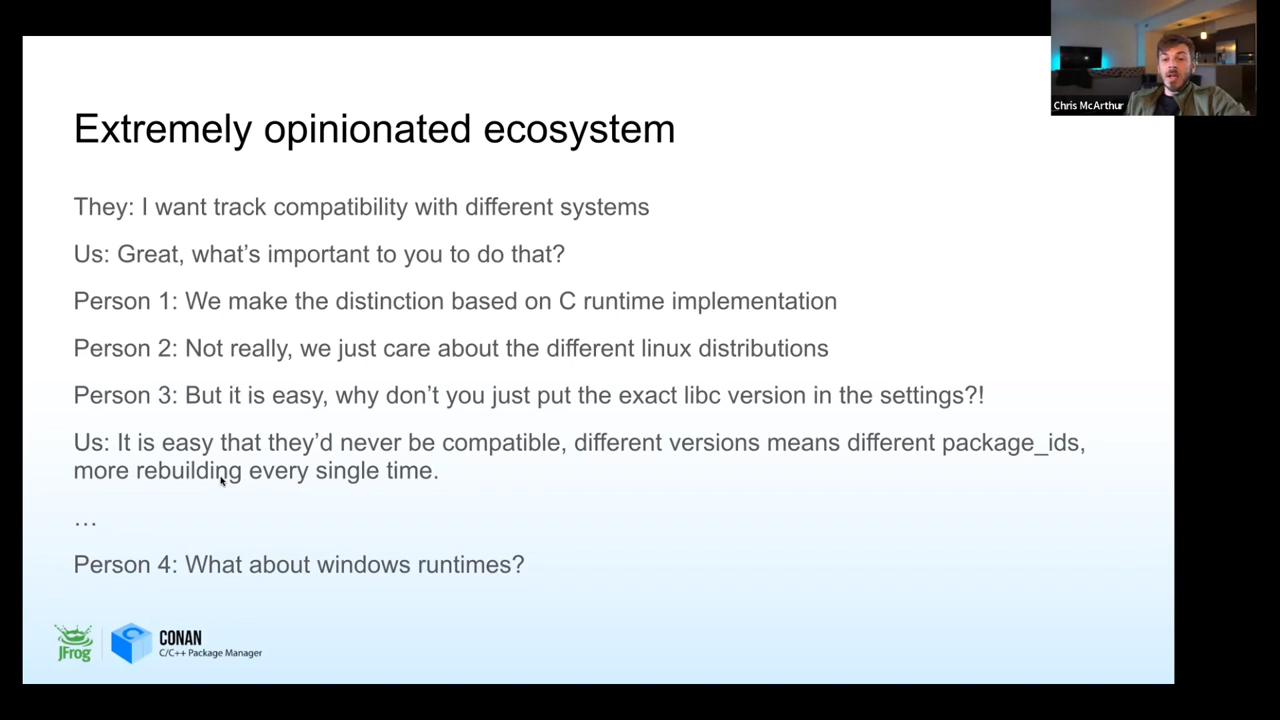 Chris McArthur
Extremely opinionated ecosystem
They: I want track compatibility with different systems
Us: Great, what's important to you to do that?
Person 1: We make the distinction based on C runtime implementation
Person 2: Not really, we just care about the different linux distributions
Person 3: But it is easy, why don't you just put the exact libc version in the settings?!
Us: It is easy that they'd never be compatible, different versions means different package_ids,
more rebuilding every single time.
…
Person 4: What about windows runtimes?
JFrog
CONAN
C/C++ Package Manager